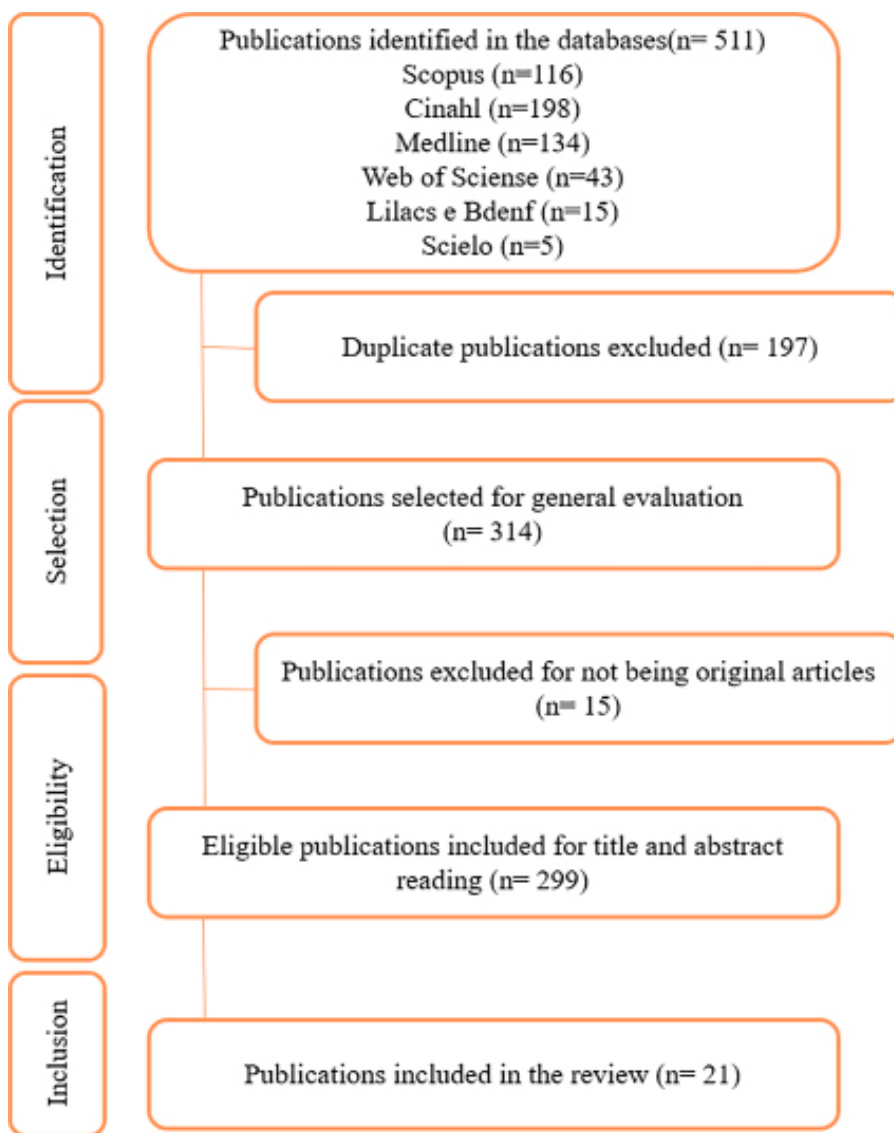 Identification
Publications identified in the databases(n= 511)
Scopus (n=116)
Cinahl (n=198)
Medline (n=134)
Web of Sciense (n=43)
Lilacs e Bdenf (n=15)
Scielo (n=5)
Duplicate publications excluded (n= 197)
Selection
Publications selected for general evaluation
(n= 314)
Publications excluded for not being original articles
(n= 15)
Eligibility
Eligible publications included for title and abstract
reading (n= 299)
Inclusion
Publications included in the review (n= 21)